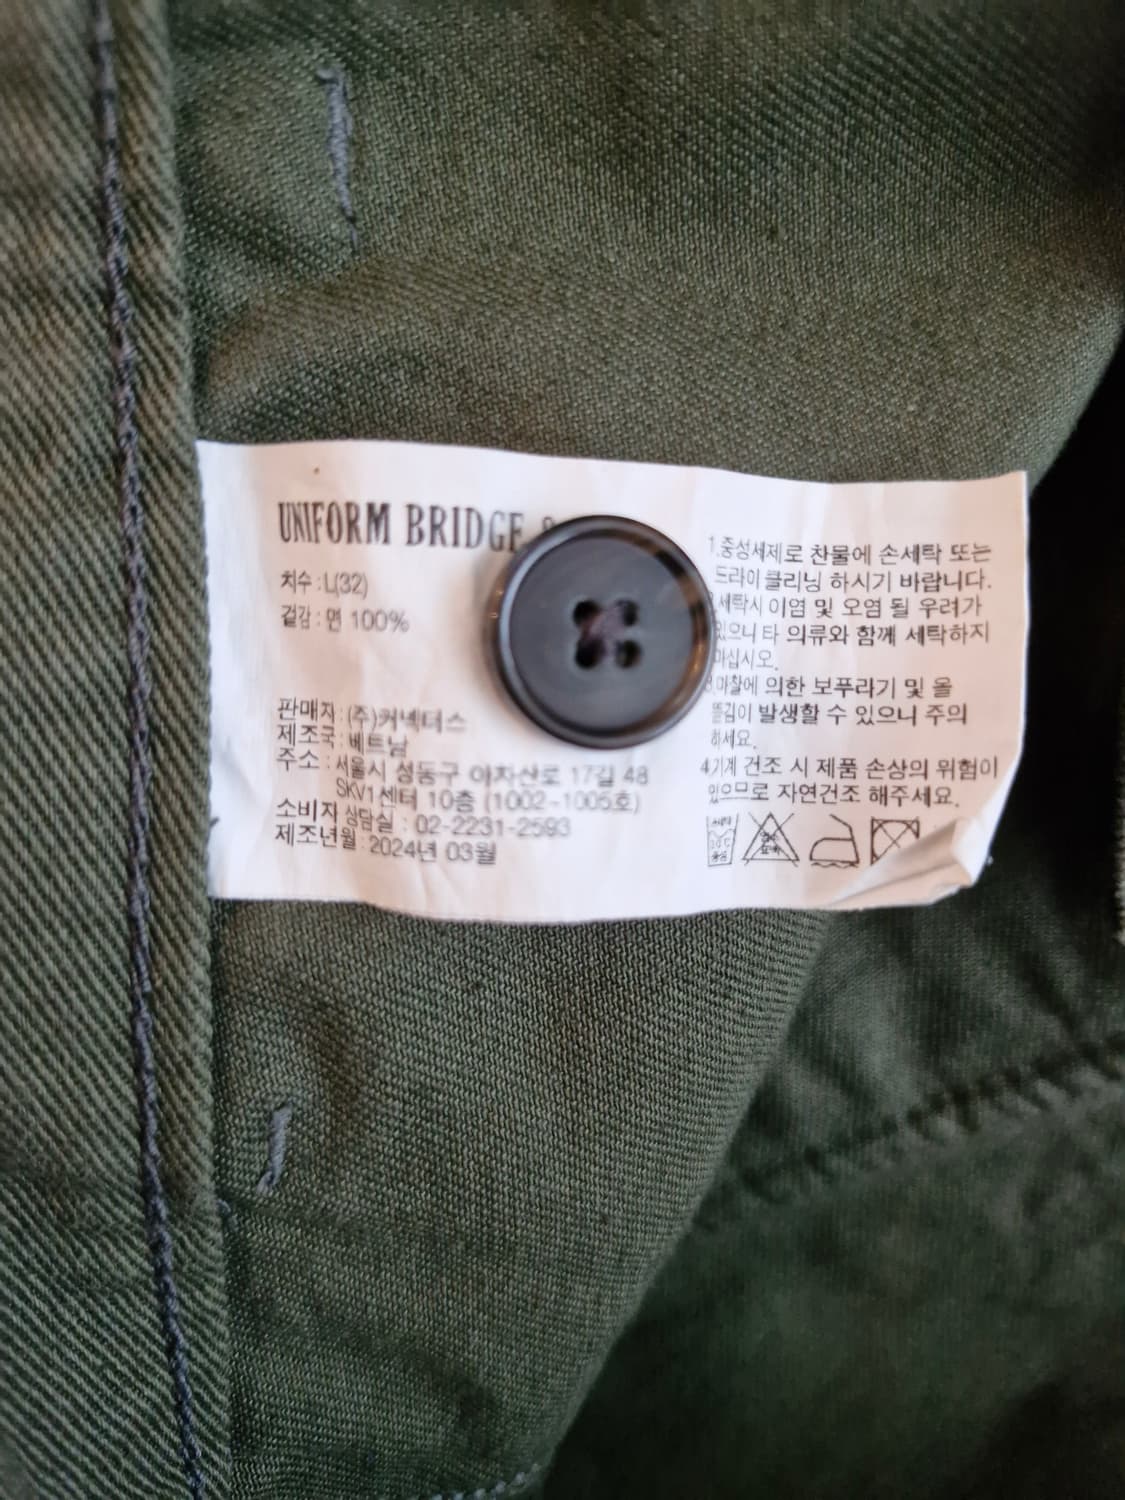 UNIFORM BRIDGE
치수 : L(32)
겉감 : 면 100%
판매자 : (주)커넥터스
제조국 : 베트남
주소 : 서울시 성동구 아차산로 17길 48
SKV1센터 10층 (1002~1005호)
소비자 상담실 : 02-2231-2593
제조년월 : 2024년 03월
1.중성세제로 찬물에 손세탁 또는
드라이 클리닝 하시기 바랍니다.
2.세탁시 이염 및 오염 될 우려가
있으니 타 의류와 함께 세탁하지
마십시오.
3.마찰에 의한 보푸라기 및 올
뜯김이 발생할 수 있으니 주의
하세요.
4.기계 건조 시 제품 손상의 위험이
있으므로 자연건조 해주세요.